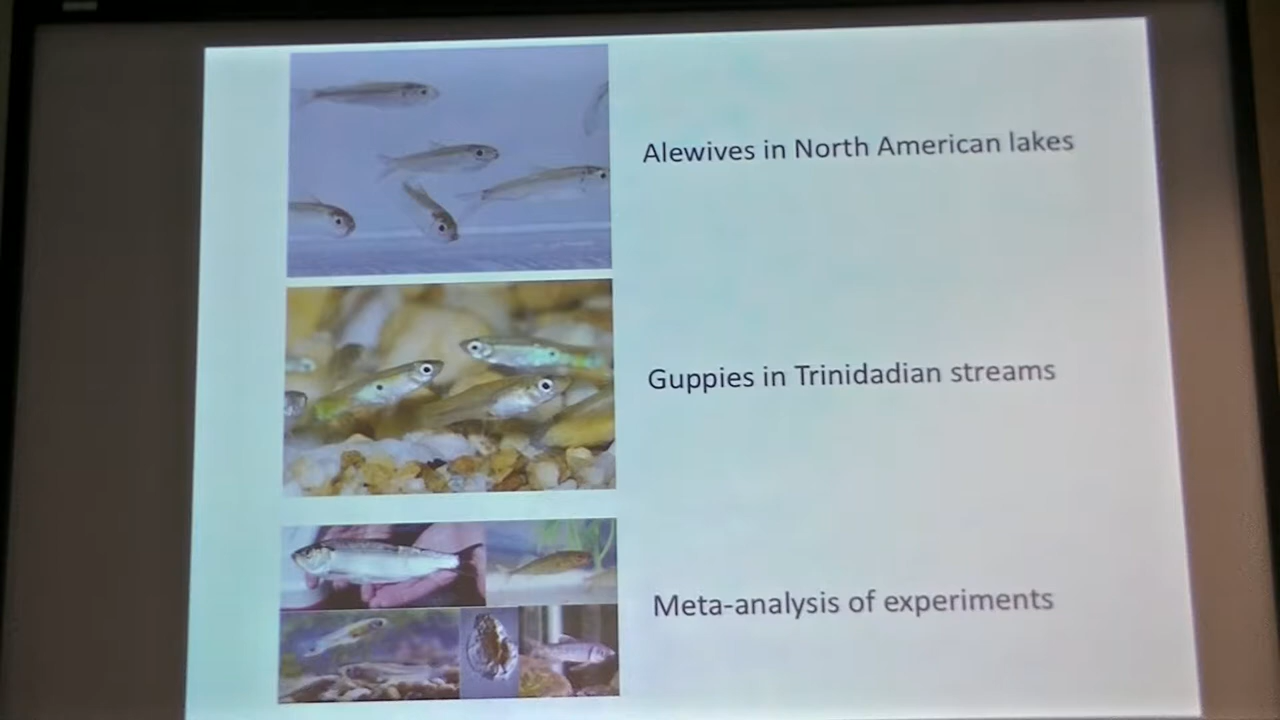 Alewives in North American lakes
Guppies in Trinidadian streams
Meta-analysis of experiments